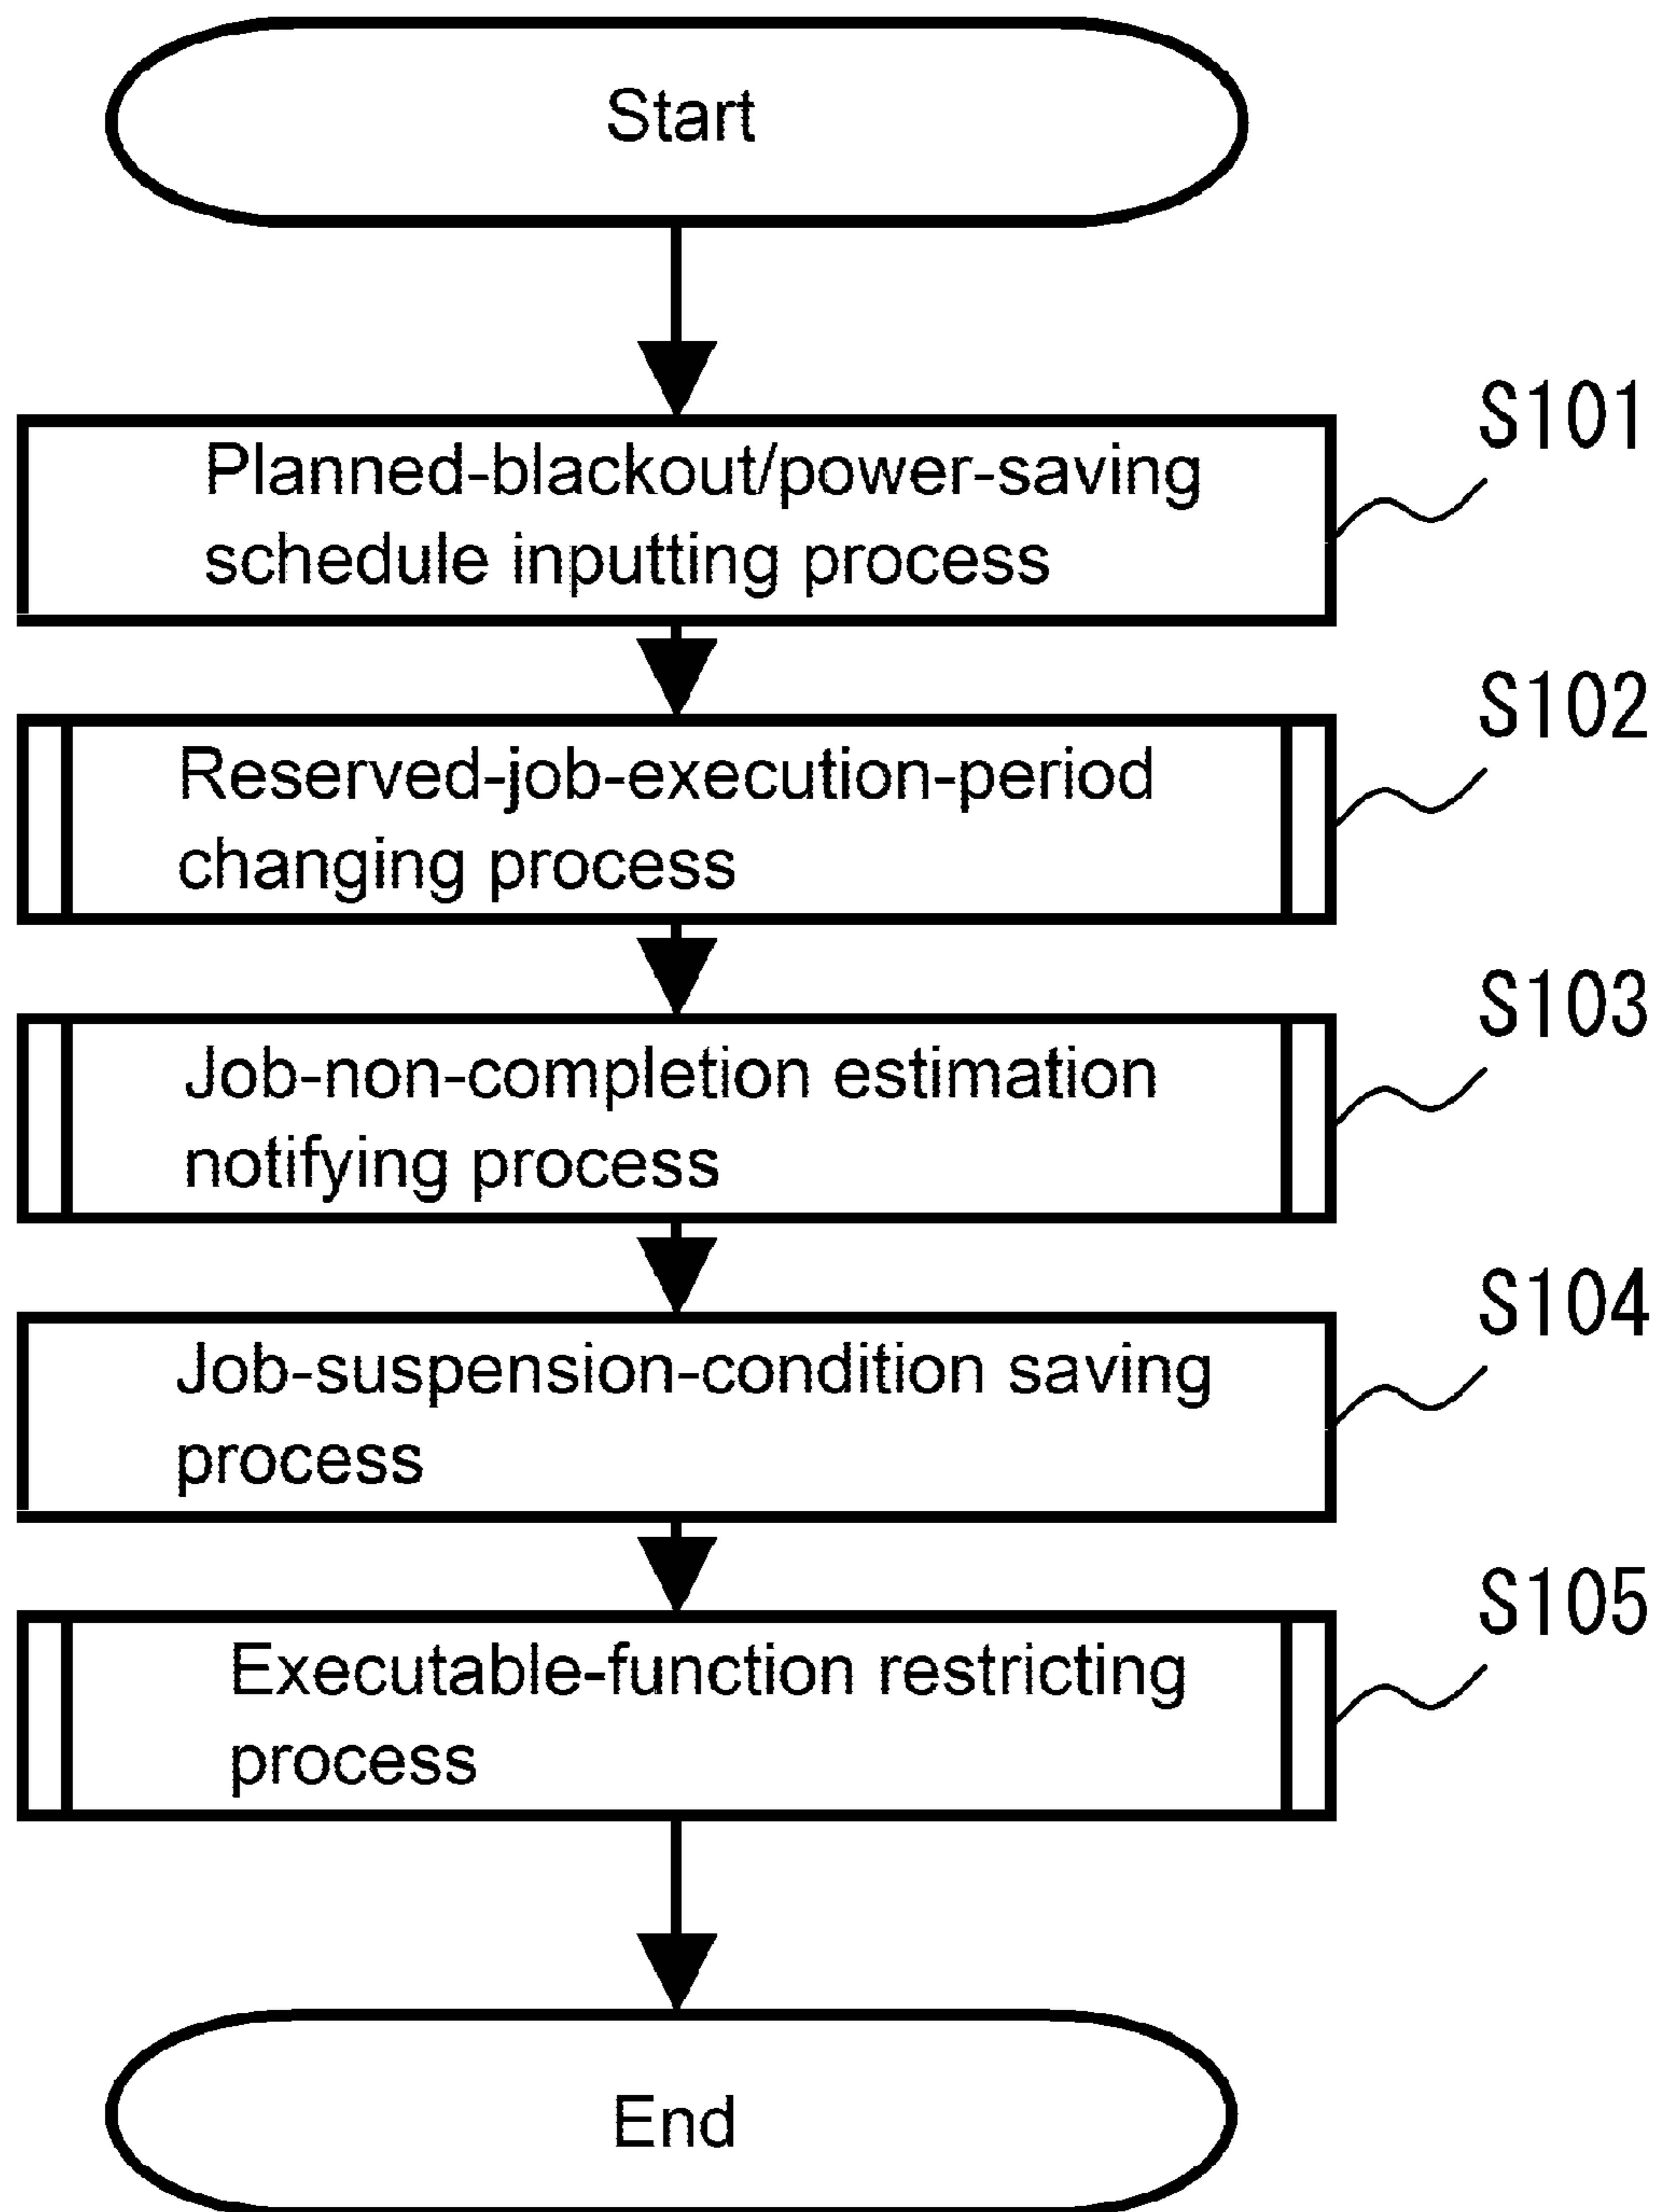 Start
S101
Planned-blackout/power-saving
schedule inputting process
S102
Reserved-job-execution-period
changing process
S103
Job-non-completion estimation
notifying process
S104
Job-suspension-condition saving
process
S105
Executable-function restricting
process
End